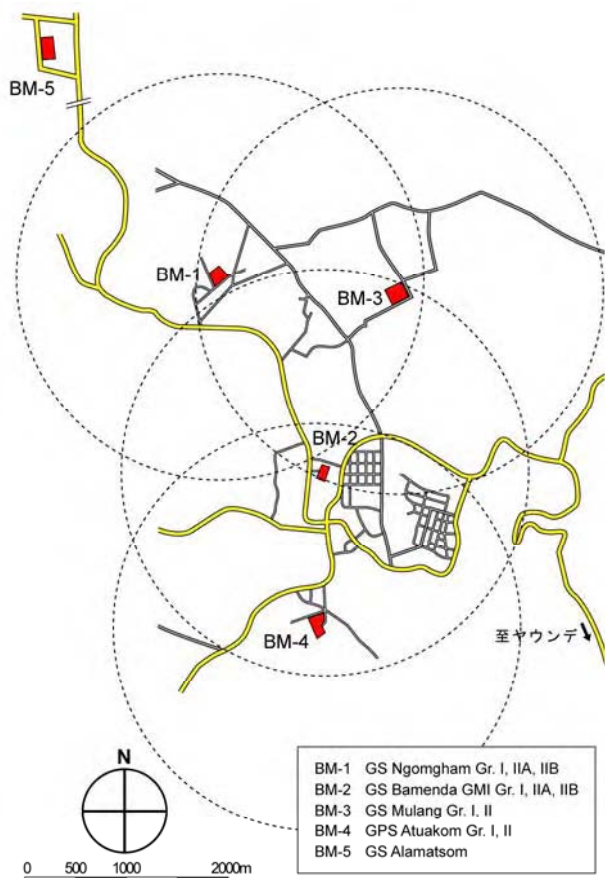 BM-5
BM-1
BM-3
BM-2
BM-4
至ヤウンデ
N
0 500 1000 2000m
BM-1 GS Ngomgham Gr. I, IIA, IIB
BM-2 GS Bamenda GMI Gr. I, IIA, IIB
BM-3 GS Mulang Gr. I, II
BM-4 GPS Atuakom Gr. I, II
BM-5 GS Alamatsom